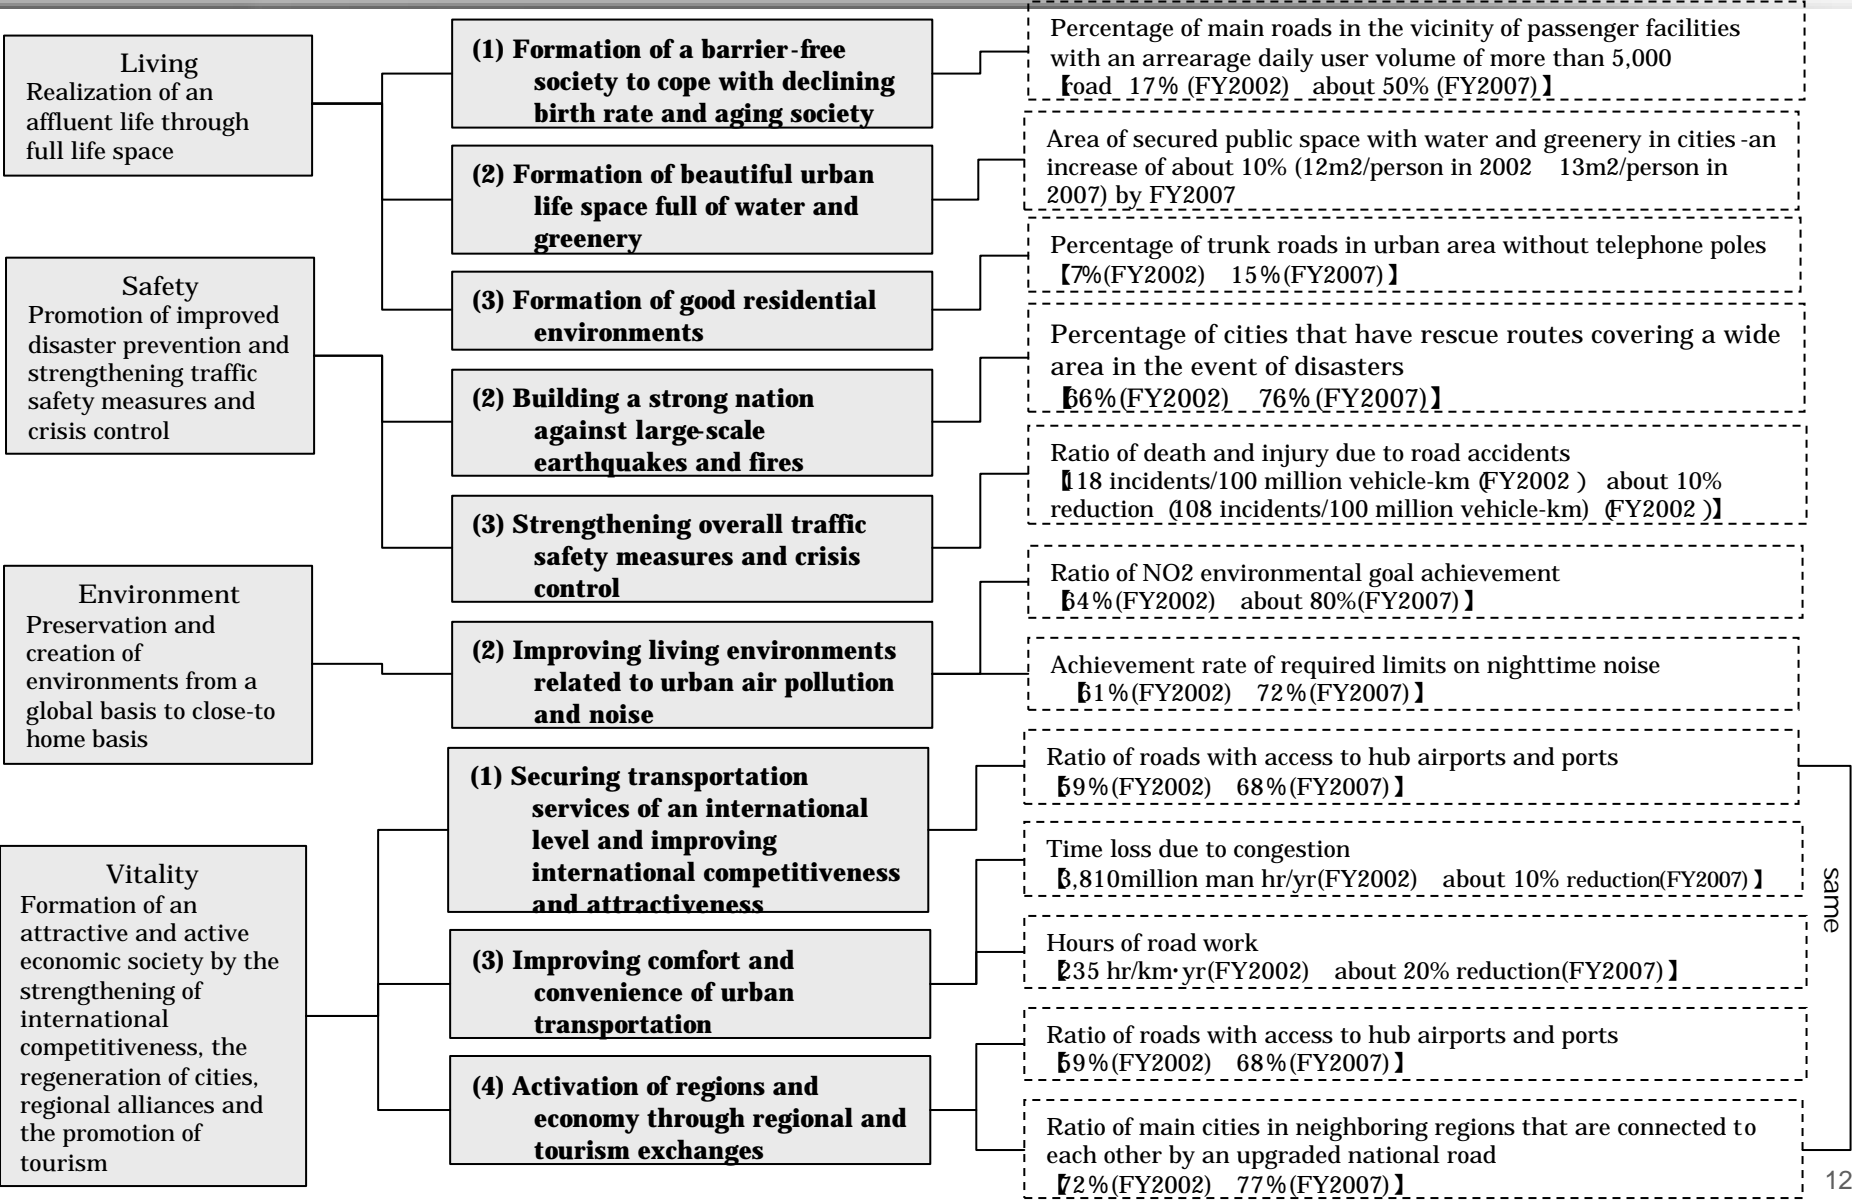 Living
Realization of an
affluent life through
full life space
Safety
Promotion of improved
disaster prevention and
strengthening traffic
safety measures and
crisis control
Environment
Preservation and
creation of
environments from a
global basis to close-to
home basis
Vitality
Formation of an
attractive and active
economic society by the
strengthening of
international
competitiveness, the
regeneration of cities,
regional alliances and
the promotion of
tourism
(1) Formation of a barrier-free
society to cope with declining
birth rate and aging society
(2) Formation of beautiful urban
life space full of water and
greenery
(3) Formation of good residential
environments
(2) Building a strong nation
against large-scale
earthquakes and fires
(3) Strengthening overall traffic
safety measures and crisis
control
(2) Improving living environments
related to urban air pollution
and noise
(1) Securing transportation
services of an international
level and improving
international competitiveness
and attractiveness
(3) Improving comfort and
convenience of urban
transportation
(4) Activation of regions and
economy through regional and
tourism exchanges
Percentage of main roads in the vicinity of passenger facilities
with an arrearage daily user volume of more than 5,000
【road 17% (FY2002) about 50% (FY2007)】
Area of secured public space with water and greenery in cities -an
increase of about 10% (12m2/person in 2002 13m2/person in
2007) by FY2007
Percentage of trunk roads in urban area without telephone poles
【7%(FY2002) 15%(FY2007)】
Percentage of cities that have rescue routes covering a wide
area in the event of disasters
【66%(FY2002) 76%(FY2007)】
Ratio of death and injury due to road accidents
【118 incidents/100 million vehicle-km (FY2002 ) about 10%
reduction (108 incidents/100 million vehicle-km) (FY2002 )】
Ratio of NO2 environmental goal achievement
【64%(FY2002) about 80%(FY2007)】
Achievement rate of required limits on nighttime noise
【61%(FY2002) 72%(FY2007)】
Ratio of roads with access to hub airports and ports
【59%(FY2002) 68%(FY2007)】
Time loss due to congestion
【3,810million man hr/yr(FY2002) about 10% reduction(FY2007)】
Hours of road work
【235 hr/km・yr(FY2002) about 20% reduction(FY2007)】
Ratio of roads with access to hub airports and ports
【59%(FY2002) 68%(FY2007)】
Ratio of main cities in neighboring regions that are connected to
each other by an upgraded national road
【72%(FY2002) 77%(FY2007)】
same
12